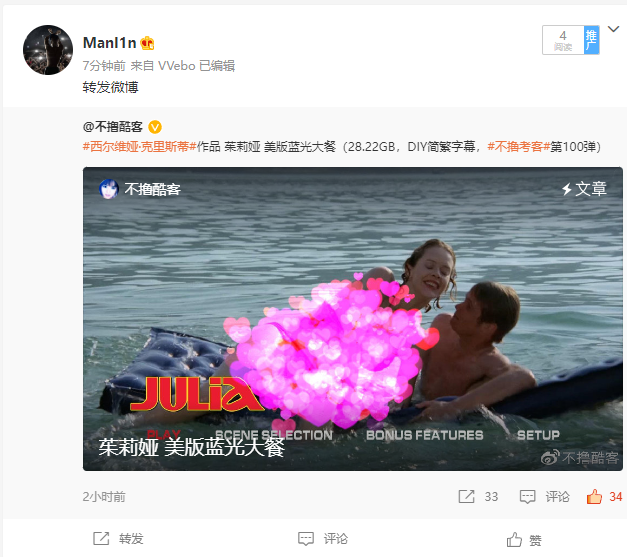 Manl1n
4
阅读
推广
7分钟前 来自 VVebo 已编辑
转发微博
@不撸酷客
#西尔维娅·克里斯蒂#作品 茱莉娅 美版蓝光大餐（28.22GB，DIY简繁字幕，#不撸考客#第100弹）
不撸酷客
文章
JULIA
PLAY
SCENE SELECTION
BONUS FEATURES
SETUP
茱莉娅 美版蓝光大餐
不撸酷客
2小时前
33
评论
34
转发
评论
赞